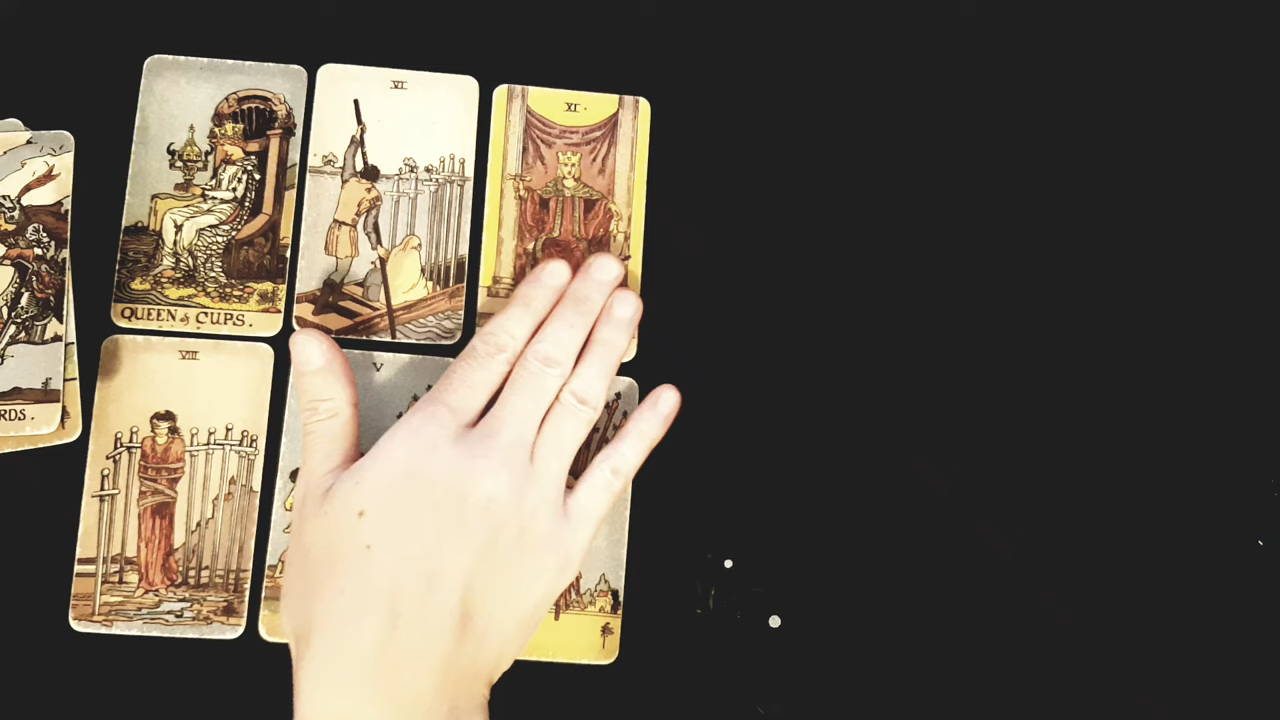 VI
XI.
QUEEN of CUPS.
VIII
V
RDS.